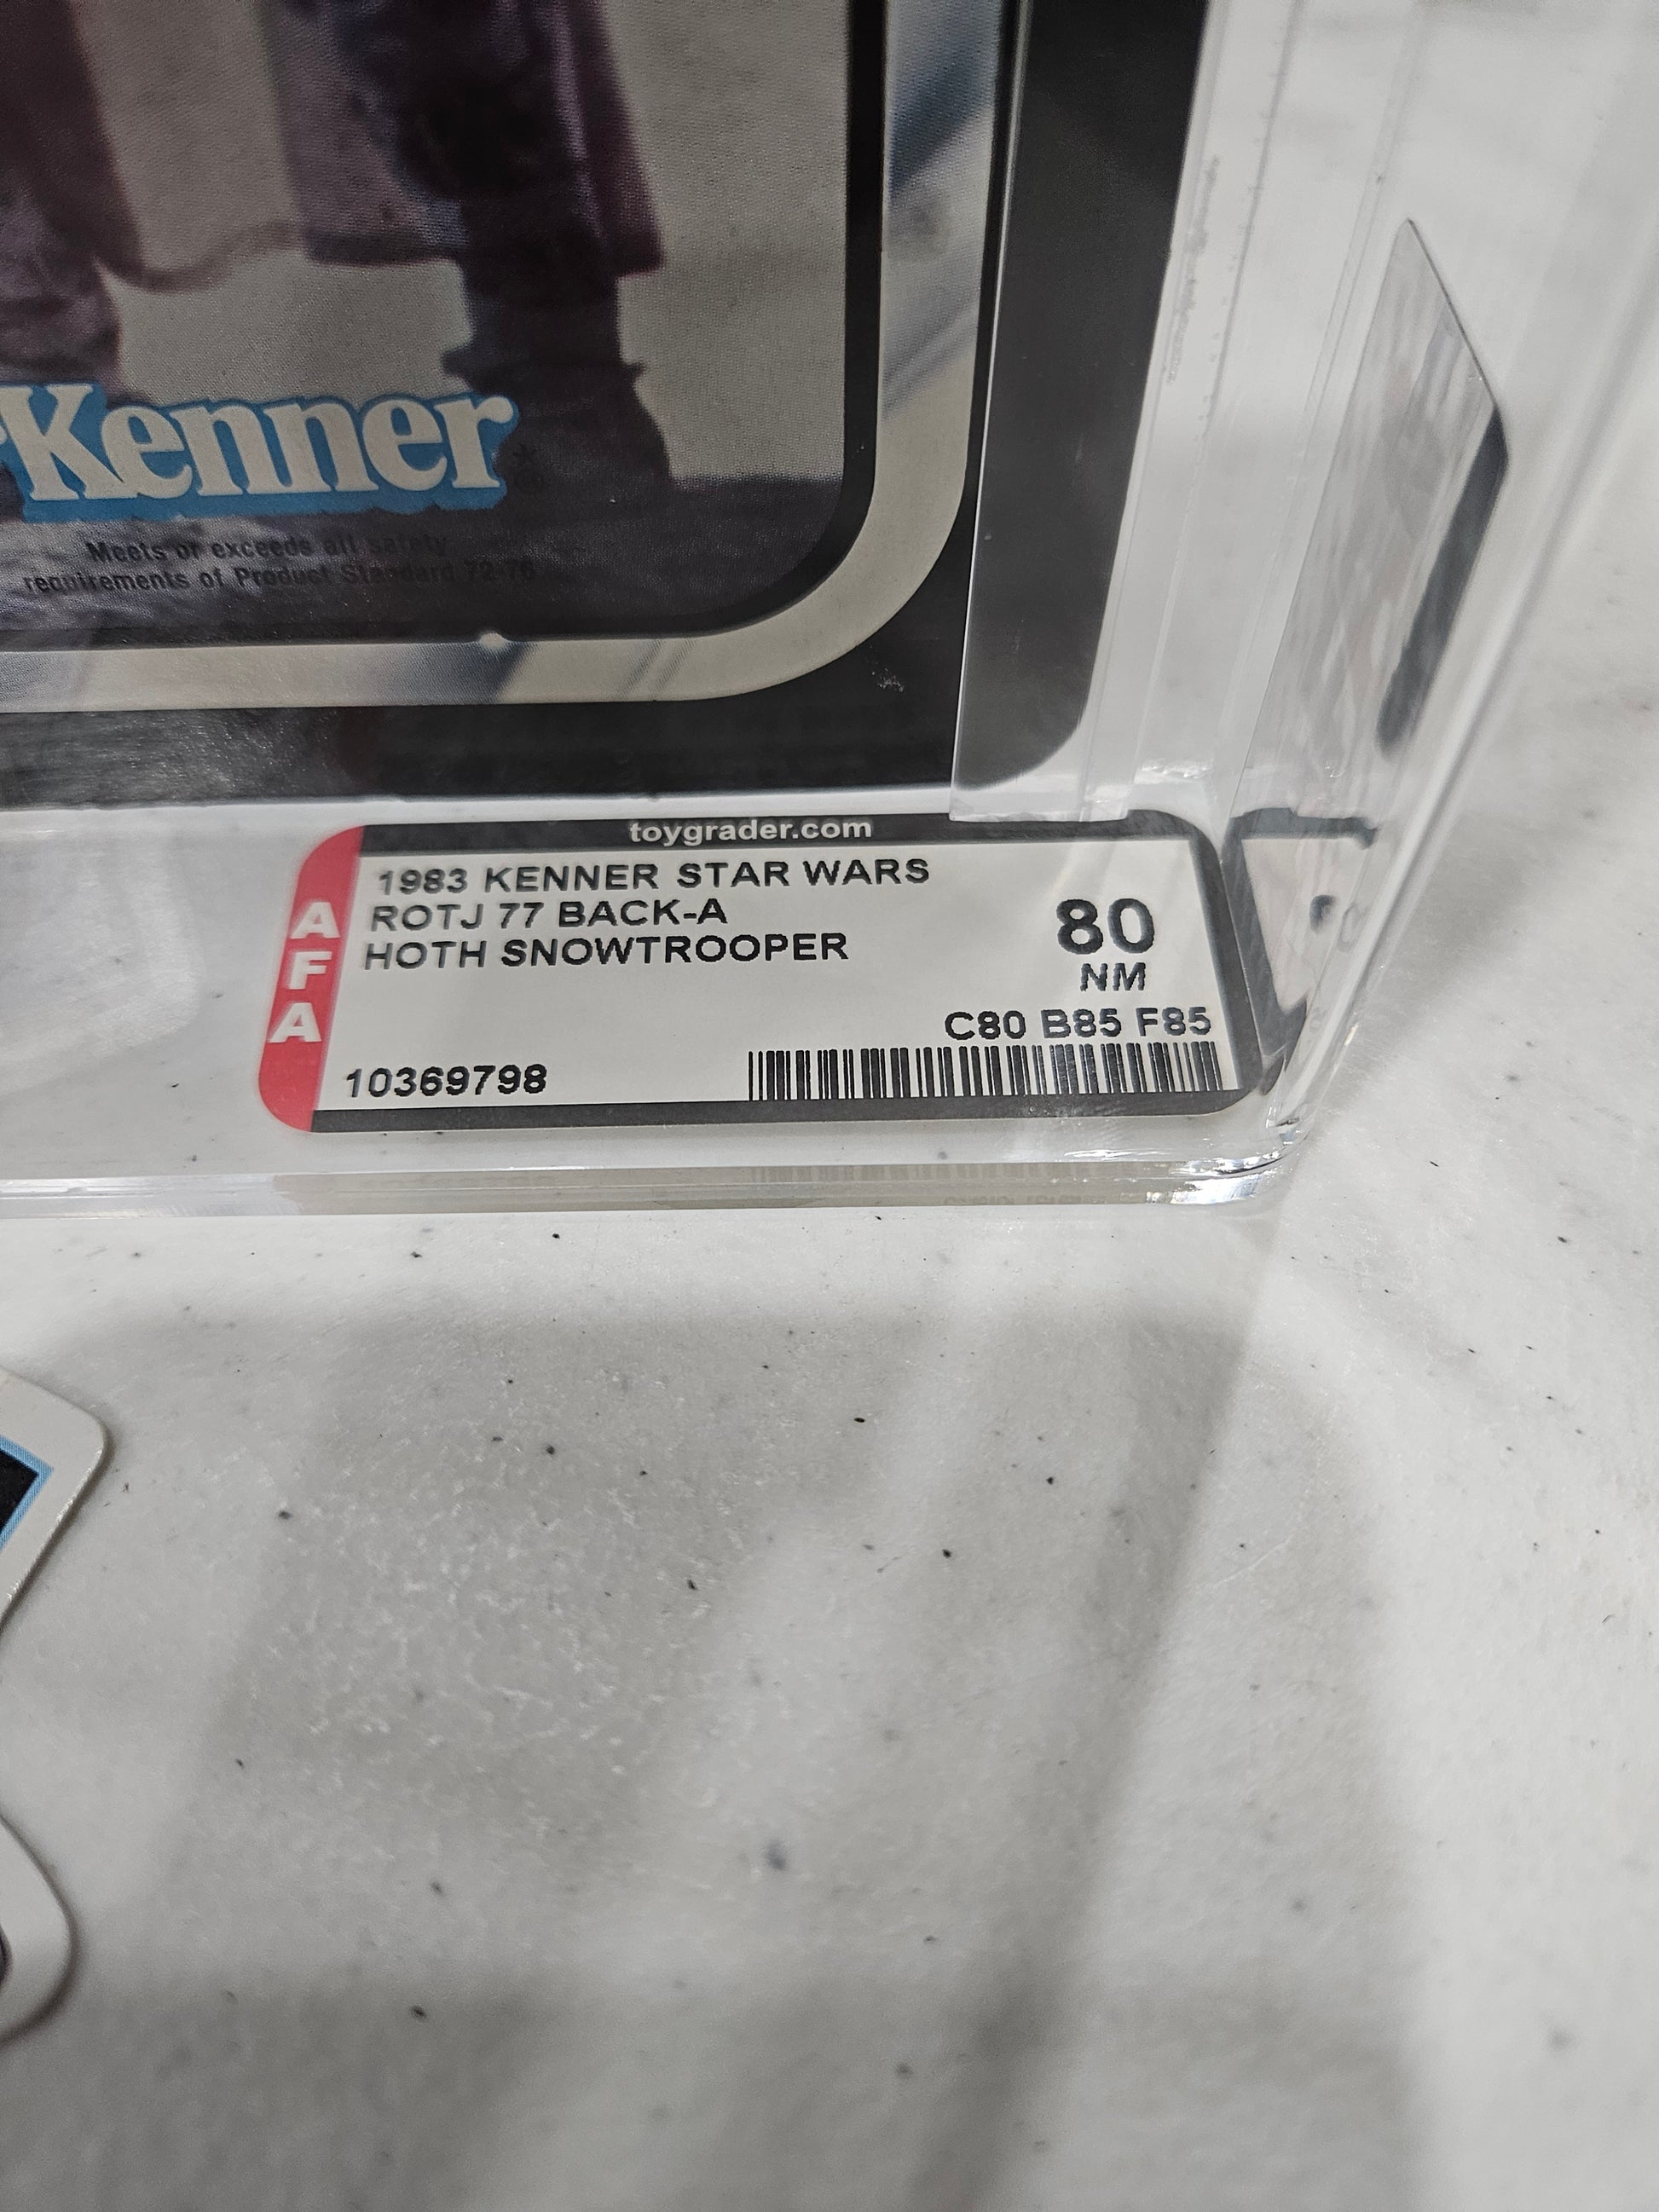 Kenner
Meets or exceeds all safety
requirements of Product Standard 72-76
toygrader.com
AFA
1983 KENNER STAR WARS
ROTJ 77 BACK-A
HOTH SNOWTROOPER
80
NM
C80 B85 F85
10369798